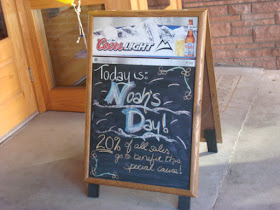 Coors LIGHT
Today is:
Noah's
Day!
20% of all sales
go to benefit this
special cause!